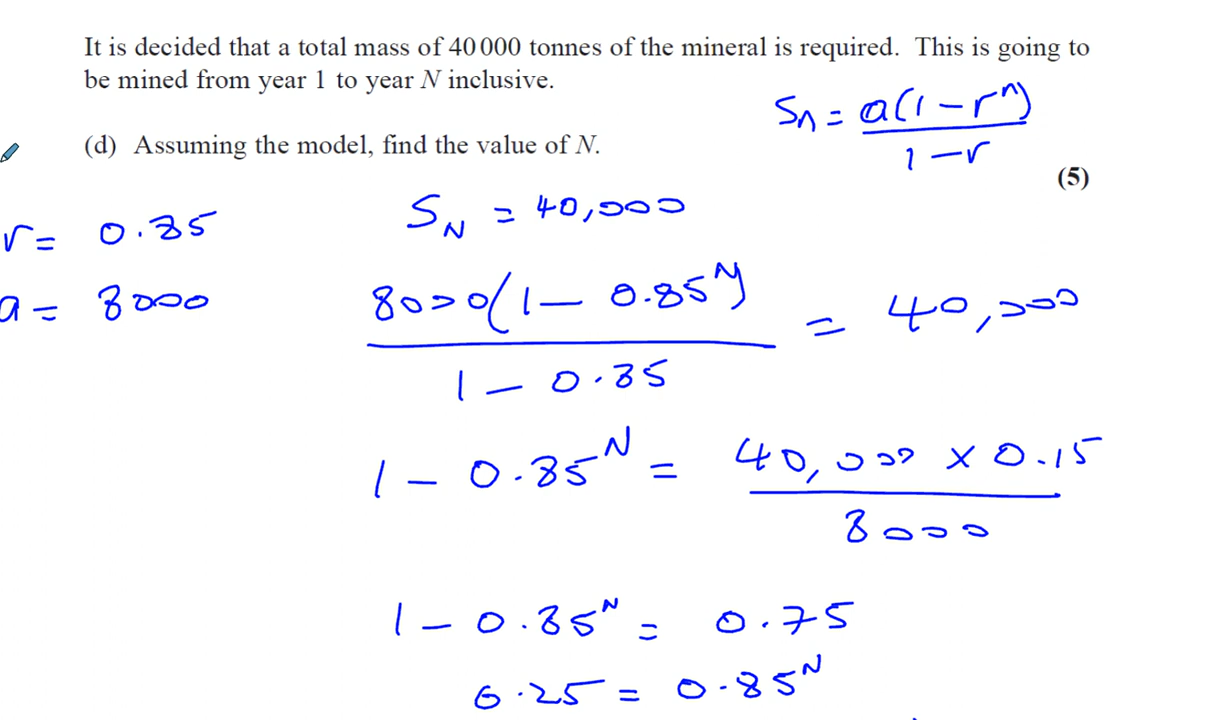 It is decided that a total mass of 40 000 tonnes of the mineral is required. This is going to
be mined from year 1 to year N inclusive.
Sn = a(1 - r^n) / 1 - r
(d) Assuming the model, find the value of N.
(5)
S_N = 40,000
r = 0.85
a = 8000
8000(1 - 0.85^N) / 1 - 0.85 = 40,000
1 - 0.85^N = 40,000 × 0.15 / 8000
1 - 0.85^N = 0.75
0.25 = 0.85^N